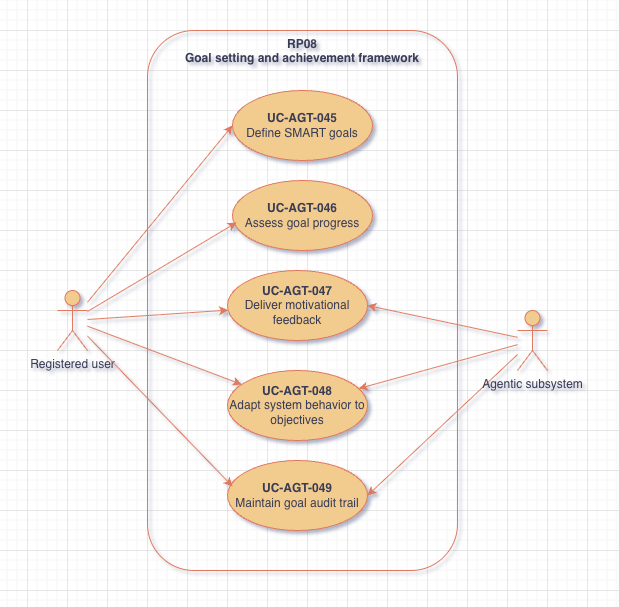 RP08
Goal setting and achievement framework
UC-AGT-045
Define SMART goals
UC-AGT-046
Assess goal progress
UC-AGT-047
Deliver motivational
feedback
Registered user
Agentic subsystem
UC-AGT-048
Adapt system behavior to
objectives
UC-AGT-049
Maintain goal audit trail